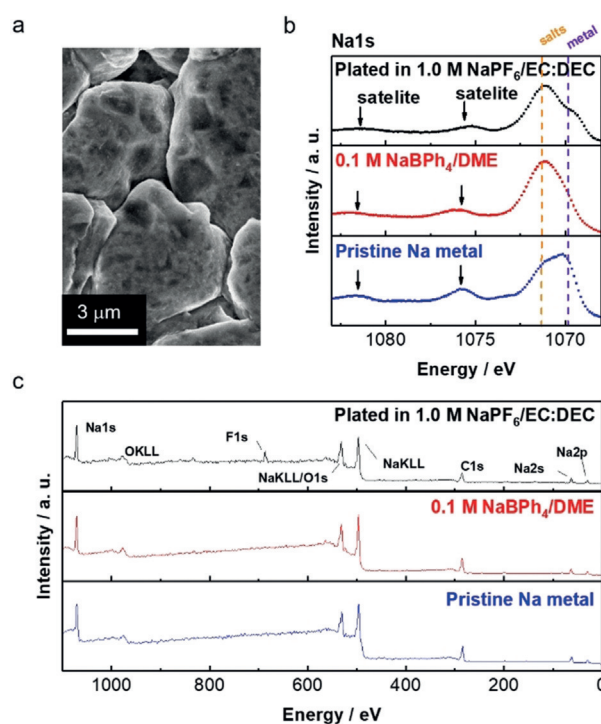 a
3 μm
b
Na1s
salts
metal
Plated in 1.0 M NaPF6/EC:DEC
satelite
satelite
0.1 M NaBPh4/DME
Pristine Na metal
Intensity / a. u.
1080
1075
1070
Energy / eV
c
Plated in 1.0 M NaPF6/EC:DEC
Na1s
OKLL
F1s
NaKLL/O1s
NaKLL
C1s
Na2s
Na2p
0.1 M NaBPh4/DME
Pristine Na metal
Intensity / a. u.
1000
800
600
400
200
0
Energy / eV